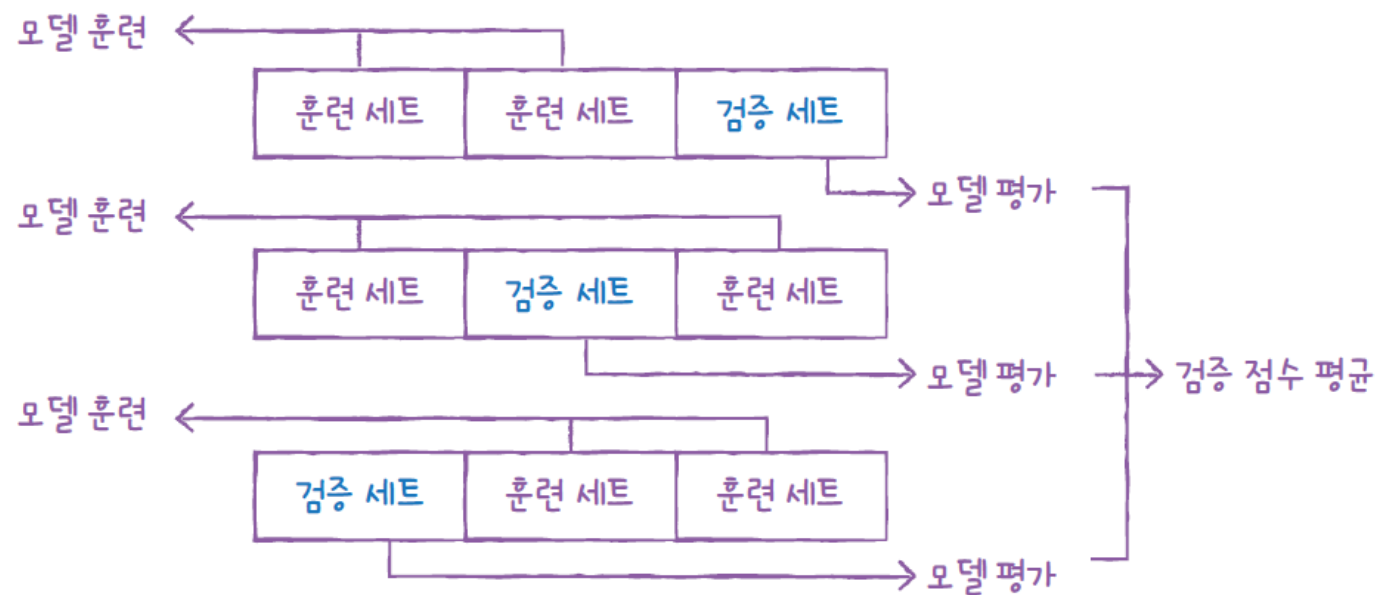 모델 훈련
훈련 세트 훈련 세트 검증 세트
모델 평가
모델 훈련
훈련 세트 검증 세트 훈련 세트
모델 평가
검증 점수 평균
모델 훈련
검증 세트 훈련 세트 훈련 세트
모델 평가